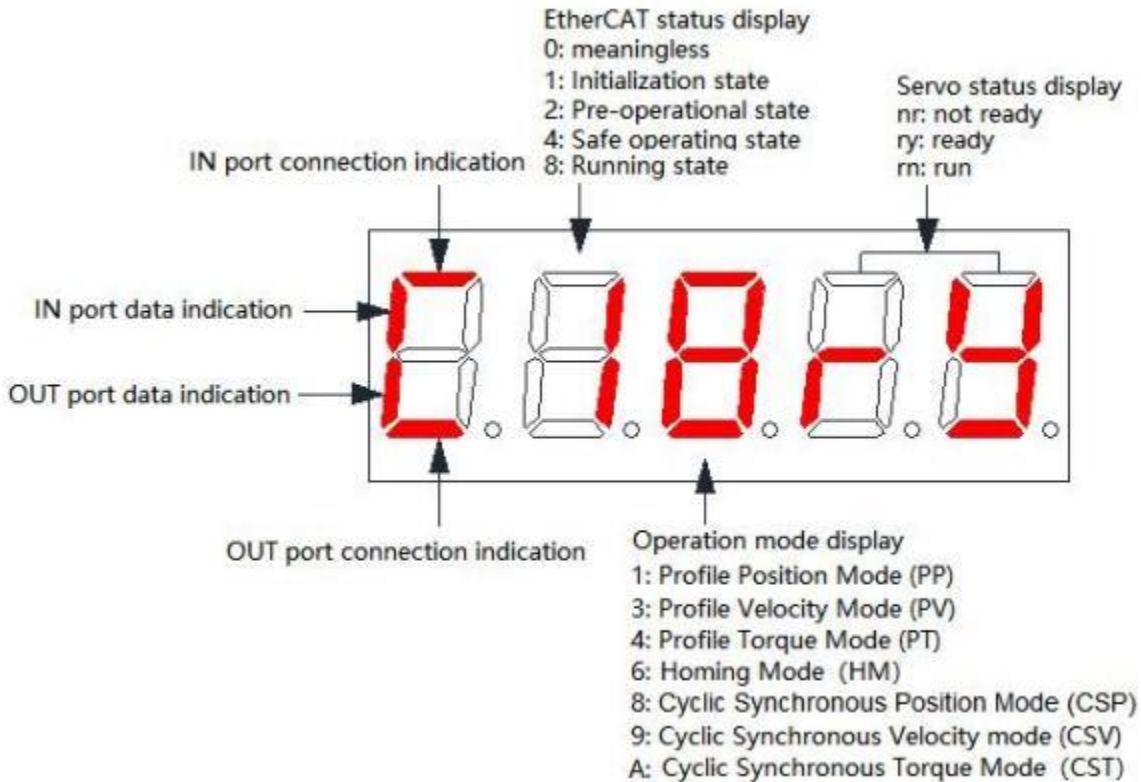 EtherCAT status display
0: meaningless
1: Initialization state
2: Pre-operational state
4: Safe operating state
8: Running state
Servo status display
nr: not ready
ry: ready
rn: run
IN port connection indication
IN port data indication
OUT port data indication
OUT port connection indication
Operation mode display
1: Profile Position Mode (PP)
3: Profile Velocity Mode (PV)
4: Profile Torque Mode (PT)
6: Homing Mode (HM)
8: Cyclic Synchronous Position Mode (CSP)
9: Cyclic Synchronous Velocity mode (CSV)
A: Cyclic Synchronous Torque Mode (CST)